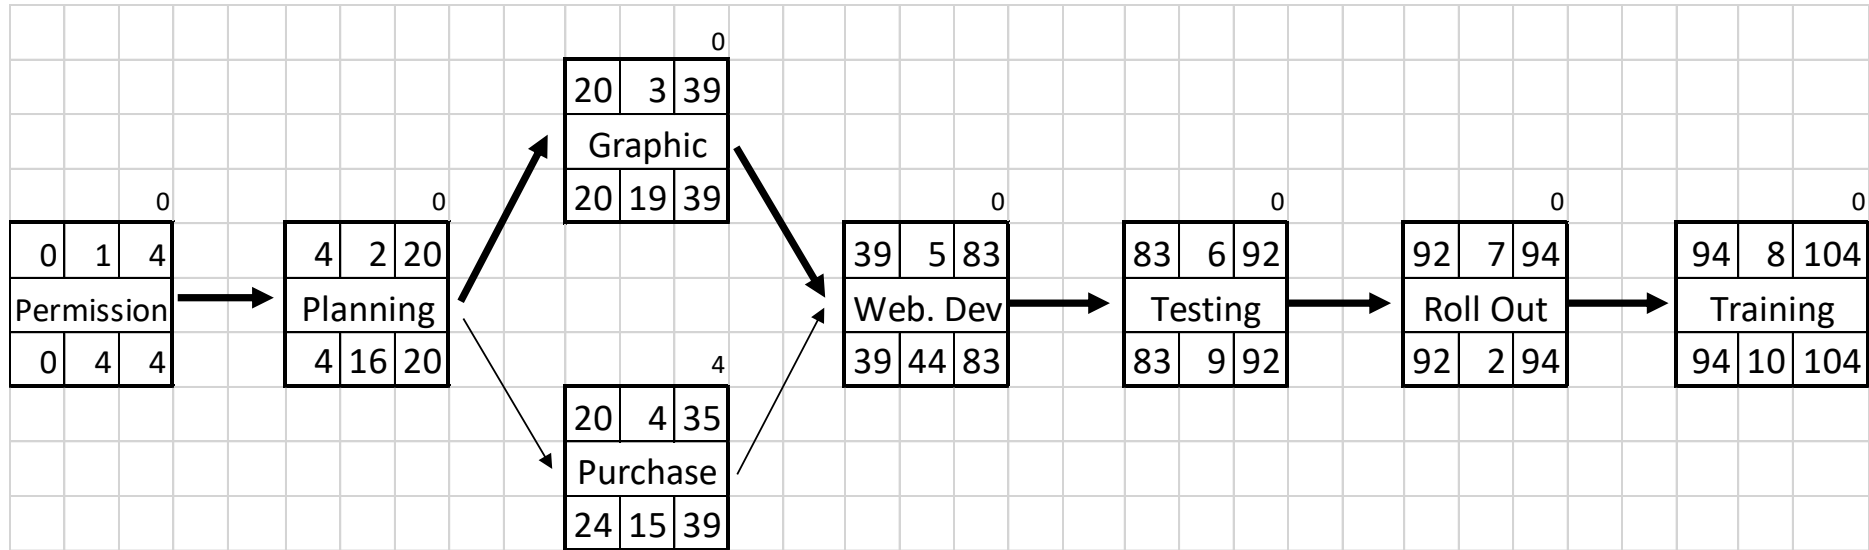 0
20 3 39
Graphic
20 19 39
0
0 1 4
Permission
0 4 4
0
4 2 20
Planning
4 16 20
4
20 4 35
Purchase
24 15 39
0
39 5 83
Web. Dev
39 44 83
0
83 6 92
Testing
83 9 92
0
92 7 94
Roll Out
92 2 94
0
94 8 104
Training
94 10 104